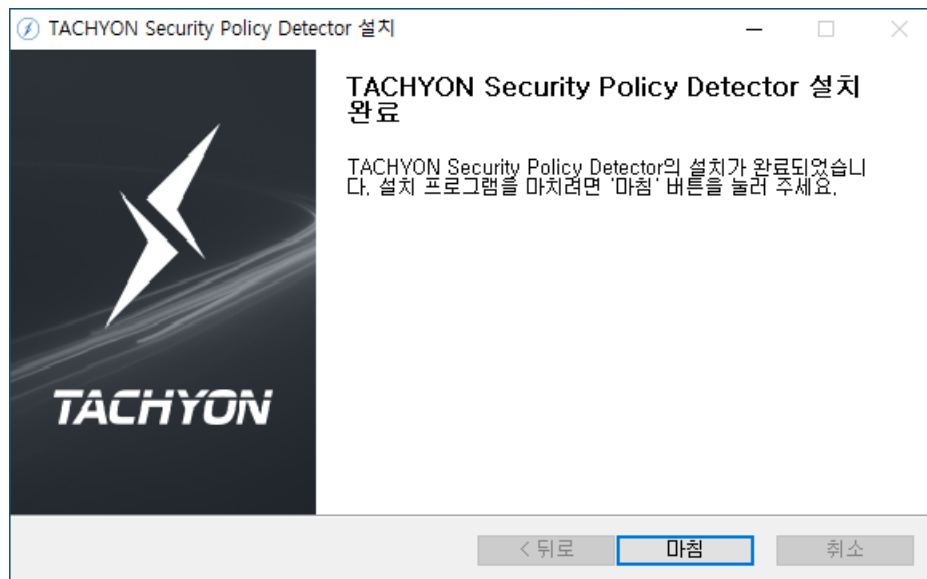 TACHYON Security Policy Detector 설치
TACHYON Security Policy Detector 설치
완료
TACHYON Security Policy Detector의 설치가 완료되었습니
다. 설치 프로그램을 마치려면 '마침' 버튼을 눌러 주세요.
TACHYON
< 뒤로
마침
취소